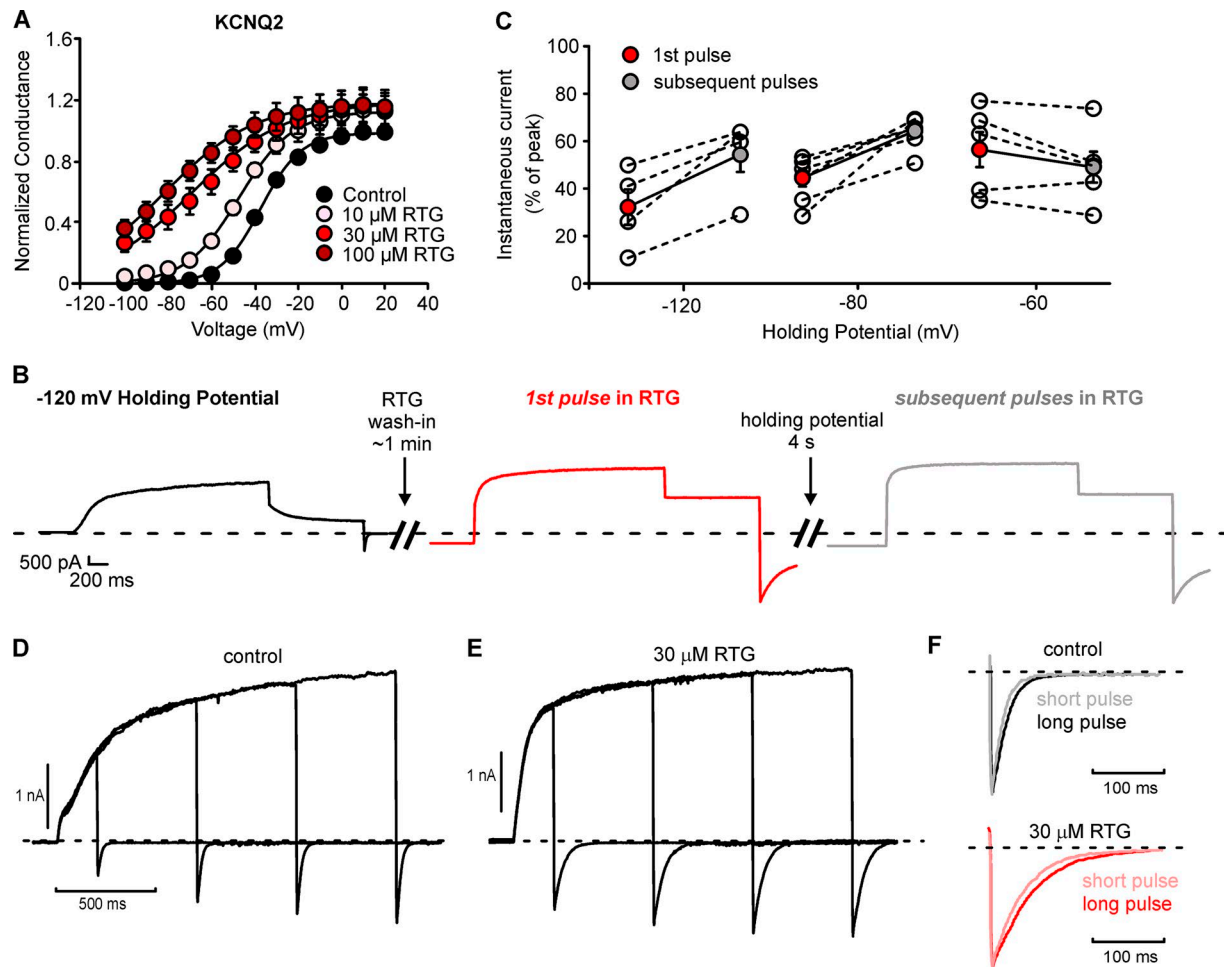 A
KCNQ2
1.6
1.2
0.8
0.4
0
Normalized Conductance
-120 -100 -80 -60 -40 -20 0 20 40
Voltage (mV)
Control
10 µM RTG
30 µM RTG
100 µM RTG
C
100
80
60
40
20
0
Instantaneous current
(% of peak)
1st pulse
subsequent pulses
-120 -80 -60
Holding Potential (mV)
B
-120 mV Holding Potential
RTG
wash-in
~1 min
1st pulse in RTG
holding potential
4 s
subsequent pulses in RTG
500 pA
200 ms
D
control
1 nA
500 ms
E
30 µM RTG
1 nA
F
control
short pulse
long pulse
100 ms
30 µM RTG
short pulse
long pulse
100 ms